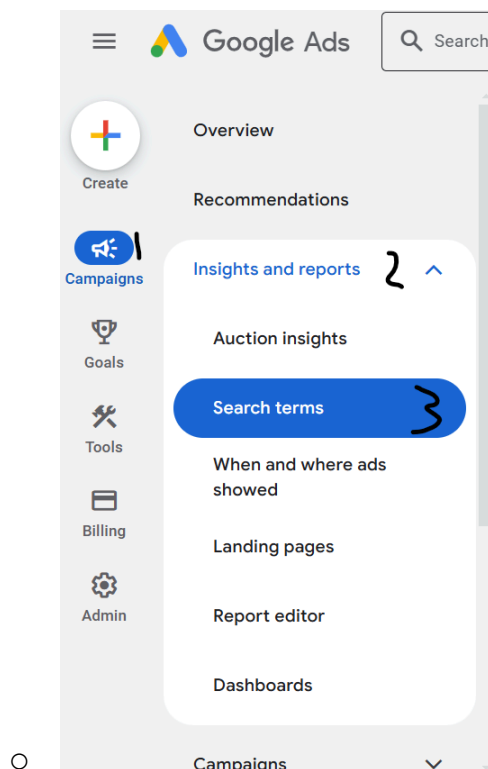 Google Ads
Search
Create
Campaigns 1
Goals
Tools
Billing
Admin
Overview
Recommendations
Insights and reports 2
Auction insights
Search terms 3
When and where ads
showed
Landing pages
Report editor
Dashboards
Campaigns